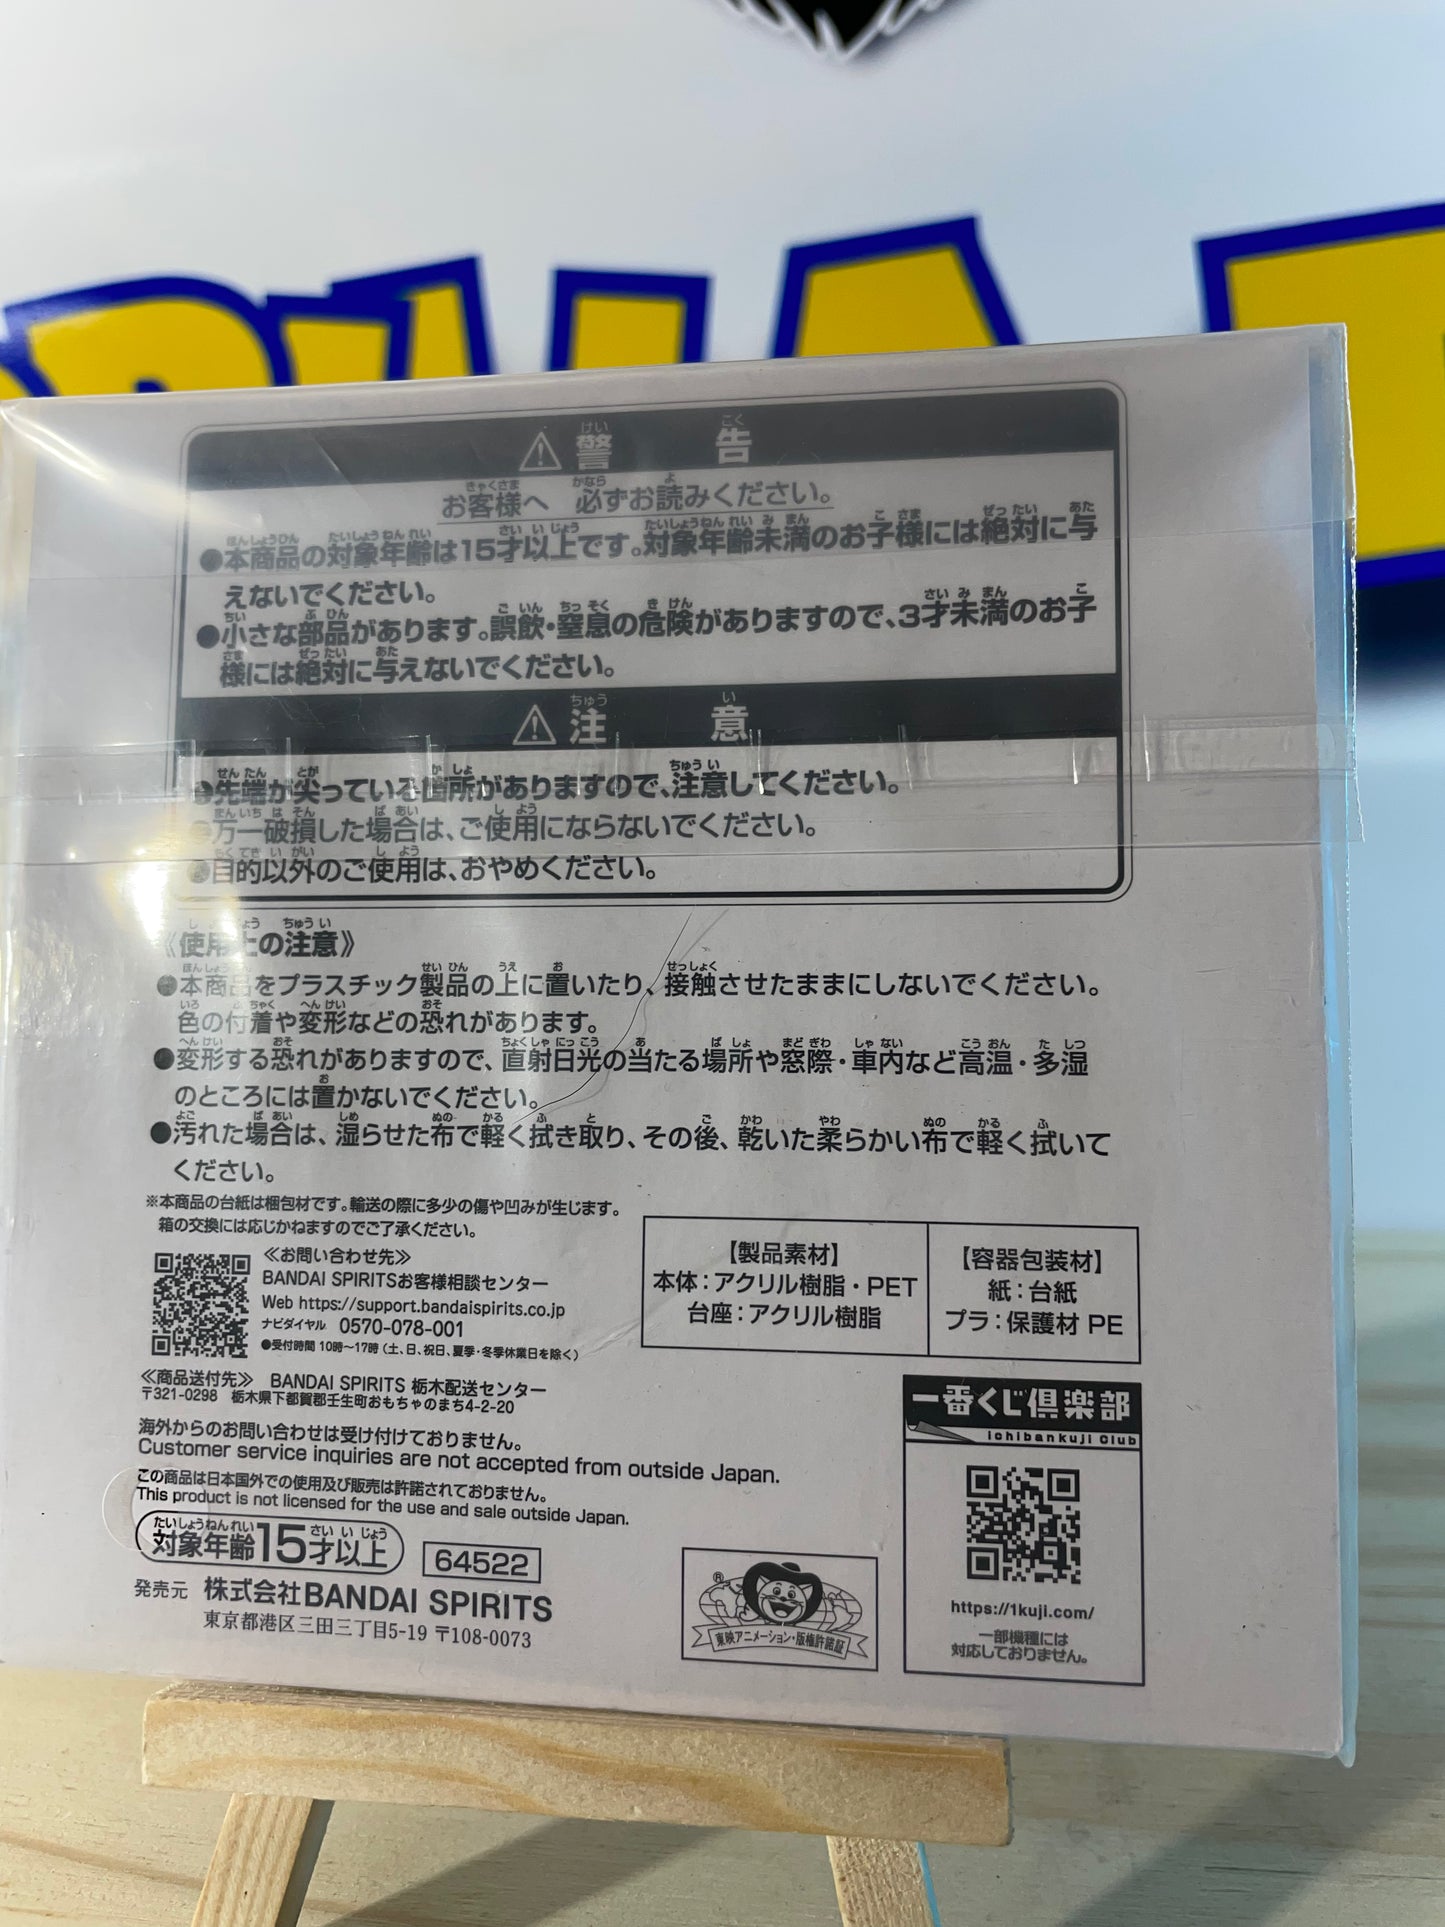 警告
お客様へ 必ずお読みください。
●本商品の対象年齢は15才以上です。対象年齢未満のお子様には絶対に与
えないでください。
●小さな部品があります。誤飲・窒息の危険がありますので、3才未満のお子
様には絶対に与えないでください。
注意
●先端が尖っている箇所がありますので、注意してください。
●万一破損した場合は、ご使用にならないでください。
●目的以外のご使用は、おやめください。
《使用上の注意》
●本商品をプラスチック製品の上に置いたり、接触させたままにしないでください。
色の付着や変形などの恐れがあります。
●変形する恐れがありますので、直射日光の当たる場所や窓際・車内など高温・多湿
のところには置かないでください。
●汚れた場合は、湿らせた布で軽く拭き取り、その後、乾いた柔らかい布で軽く拭いて
ください。
※本商品の台紙は梱包材です。輸送の際に多少の傷や凹みが生じます。
箱の交換には応じかねますのでご了承ください。
≪お問い合わせ先≫
BANDAI SPIRITSお客様相談センター
Web https://support.bandaispirits.co.jp
ナビダイヤル 0570-078-001
●受付時間 10時〜17時（土、日、祝日、夏季・冬季休業日を除く）
≪商品送付先≫ BANDAI SPIRITS 栃木配送センター
〒321-0298 栃木県下都賀郡壬生町おもちゃのまち4-2-20
海外からのお問い合わせは受け付けておりません。
Customer service inquiries are not accepted from outside Japan.
この商品は日本国外での使用及び販売は許諾されておりません。
This product is not licensed for the use and sale outside Japan.
対象年齢15才以上
64522
発売元 株式会社BANDAI SPIRITS
東京都港区三田三丁目5-19 〒108-0073
【製品素材】
本体：アクリル樹脂・PET
台座：アクリル樹脂
【容器包装材】
紙：台紙
プラ：保護材 PE
®
東映アニメーション・版権許諾証
一番くじ倶楽部
ichibankuji club
https://1kuji.com/
一部機種には
対応しておりません。